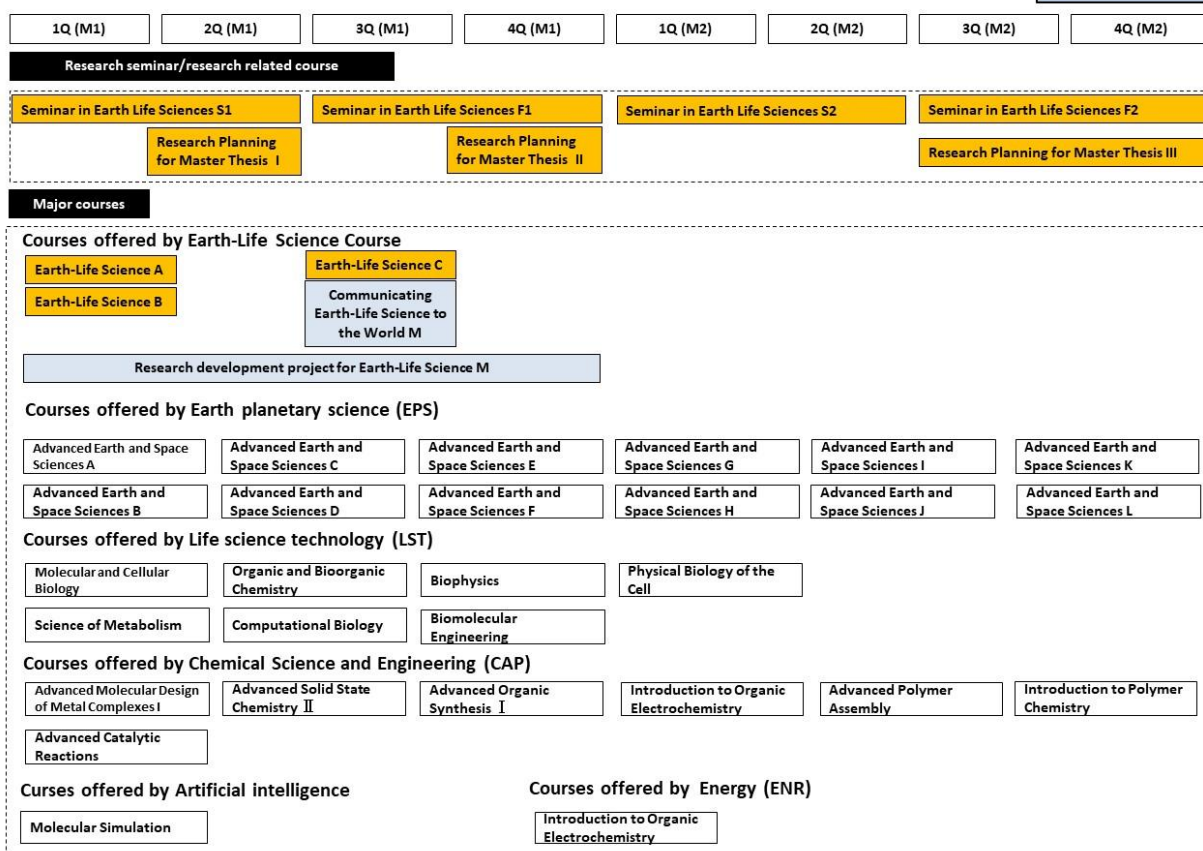 1Q (M1)
2Q (M1)
3Q (M1)
4Q (M1)
1Q (M2)
2Q (M2)
3Q (M2)
4Q (M2)
Research seminar/research related course
Seminar in Earth Life Sciences S1
Seminar in Earth Life Sciences F1
Seminar in Earth Life Sciences S2
Seminar in Earth Life Sciences F2
Research Planning
for Master Thesis I
Research Planning
for Master Thesis II
Research Planning for Master Thesis III
Major courses
Courses offered by Earth-Life Science Course
Earth-Life Science A
Earth-Life Science B
Earth-Life Science C
Communicating
Earth-Life Science to
the World M
Research development project for Earth-Life Science M
Courses offered by Earth planetary science (EPS)
Advanced Earth and Space
Sciences A
Advanced Earth and
Space Sciences C
Advanced Earth and
Space Sciences E
Advanced Earth and
Space Sciences G
Advanced Earth and
Space Sciences I
Advanced Earth and
Space Sciences K
Advanced Earth and
Space Sciences B
Advanced Earth and
Space Sciences D
Advanced Earth and
Space Sciences F
Advanced Earth and
Space Sciences H
Advanced Earth and
Space Sciences J
Advanced Earth and
Space Sciences L
Courses offered by Life science technology (LST)
Molecular and Cellular
Biology
Organic and Bioorganic
Chemistry
Biophysics
Physical Biology of the
Cell
Science of Metabolism
Computational Biology
Biomolecular
Engineering
Courses offered by Chemical Science and Engineering (CAP)
Advanced Molecular Design
of Metal Complexes I
Advanced Solid State
Chemistry Ⅱ
Advanced Organic
Synthesis Ⅰ
Introduction to Organic
Electrochemistry
Advanced Polymer
Assembly
Introduction to Polymer
Chemistry
Advanced Catalytic
Reactions
Curses offered by Artificial intelligence
Courses offered by Energy (ENR)
Molecular Simulation
Introduction to Organic
Electrochemistry